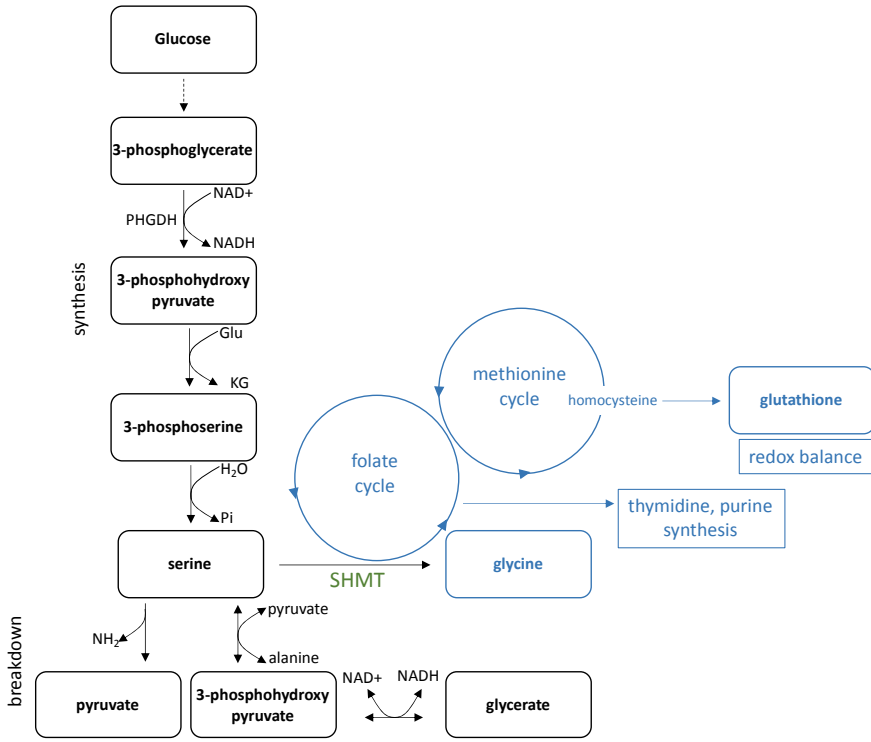 Glucose
3-phosphoglycerate
NAD+
PHGDH
NADH
synthesis
3-phosphohydroxy
pyruvate
Glu
KG
3-phosphoserine
H₂O
Pi
serine
SHMT
glycine
folate
cycle
methionine
cycle
homocysteine
glutathione
redox balance
thymidine, purine
synthesis
breakdown
NH₂
pyruvate
alanine
pyruvate
3-phosphohydroxy
pyruvate
NAD+
NADH
glycerate